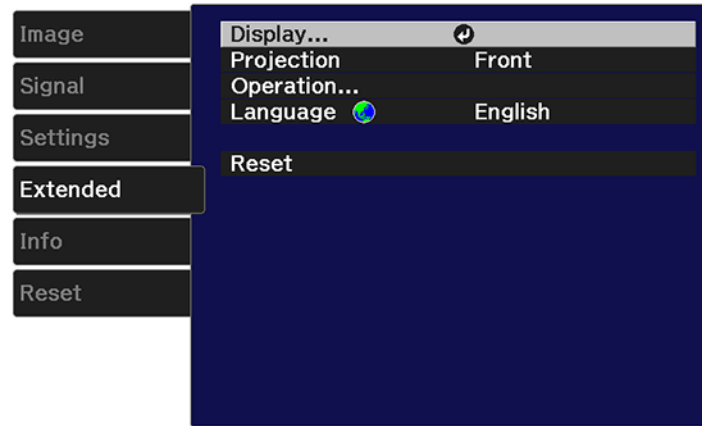 Image
Signal
Settings
Extended
Info
Reset
Display...
Projection Front
Operation...
Language English
Reset